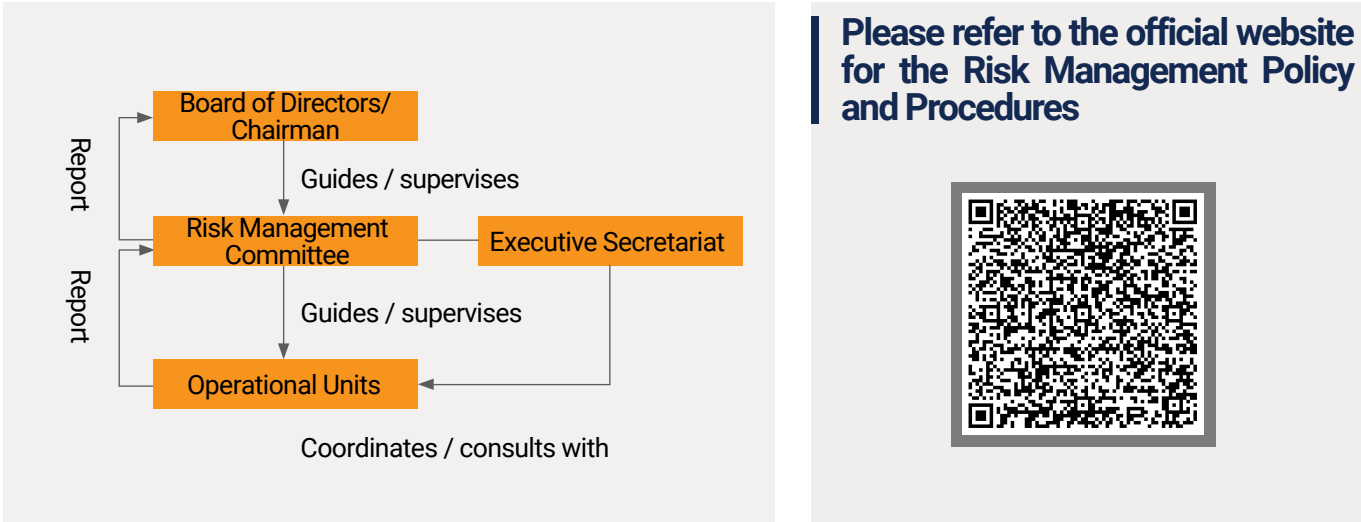 Board of Directors/
Chairman
Report
Guides / supervises
Risk Management
Committee
Executive Secretariat
Report
Guides / supervises
Operational Units
Coordinates / consults with
Please refer to the official website
for the Risk Management Policy
and Procedures